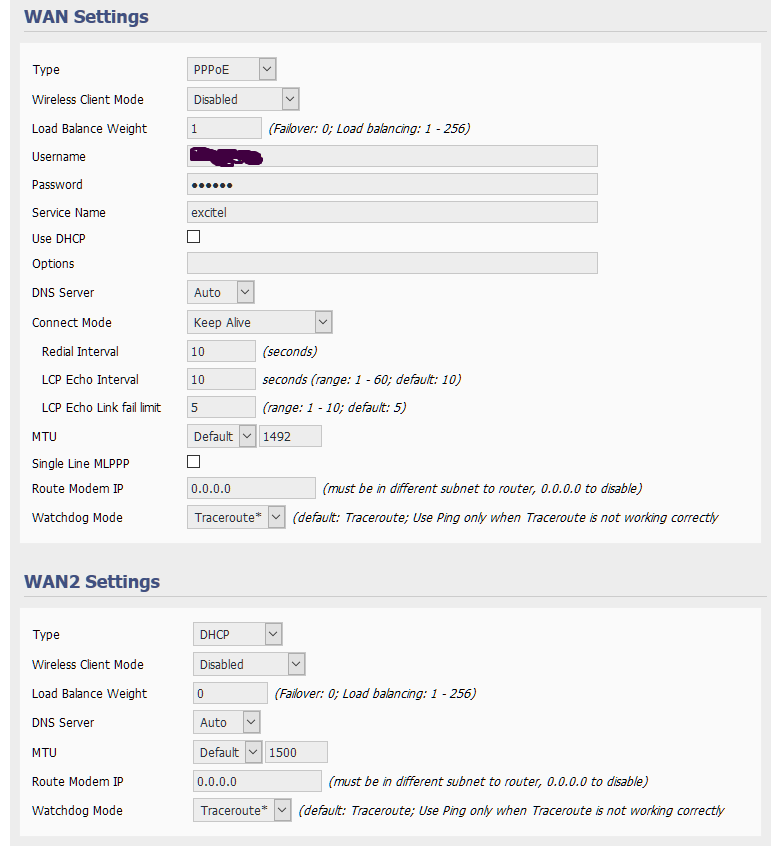 WAN Settings
Type PPPoE
Wireless Client Mode Disabled
Load Balance Weight 1 (Failover: 0; Load balancing: 1 - 256)
Username
Password ••••••
Service Name excitel
Use DHCP
Options
DNS Server Auto
Connect Mode Keep Alive
Redial Interval 10 (seconds)
LCP Echo Interval 10 seconds (range: 1 - 60; default: 10)
LCP Echo Link fail limit 5 (range: 1 - 10; default: 5)
MTU Default 1492
Single Line MLPPP
Route Modem IP 0.0.0.0 (must be in different subnet to router, 0.0.0.0 to disable)
Watchdog Mode Traceroute* (default: Traceroute; Use Ping only when Traceroute is not working correctly
WAN2 Settings
Type DHCP
Wireless Client Mode Disabled
Load Balance Weight 0 (Failover: 0; Load balancing: 1 - 256)
DNS Server Auto
MTU Default 1500
Route Modem IP 0.0.0.0 (must be in different subnet to router, 0.0.0.0 to disable)
Watchdog Mode Traceroute* (default: Traceroute; Use Ping only when Traceroute is not working correctly